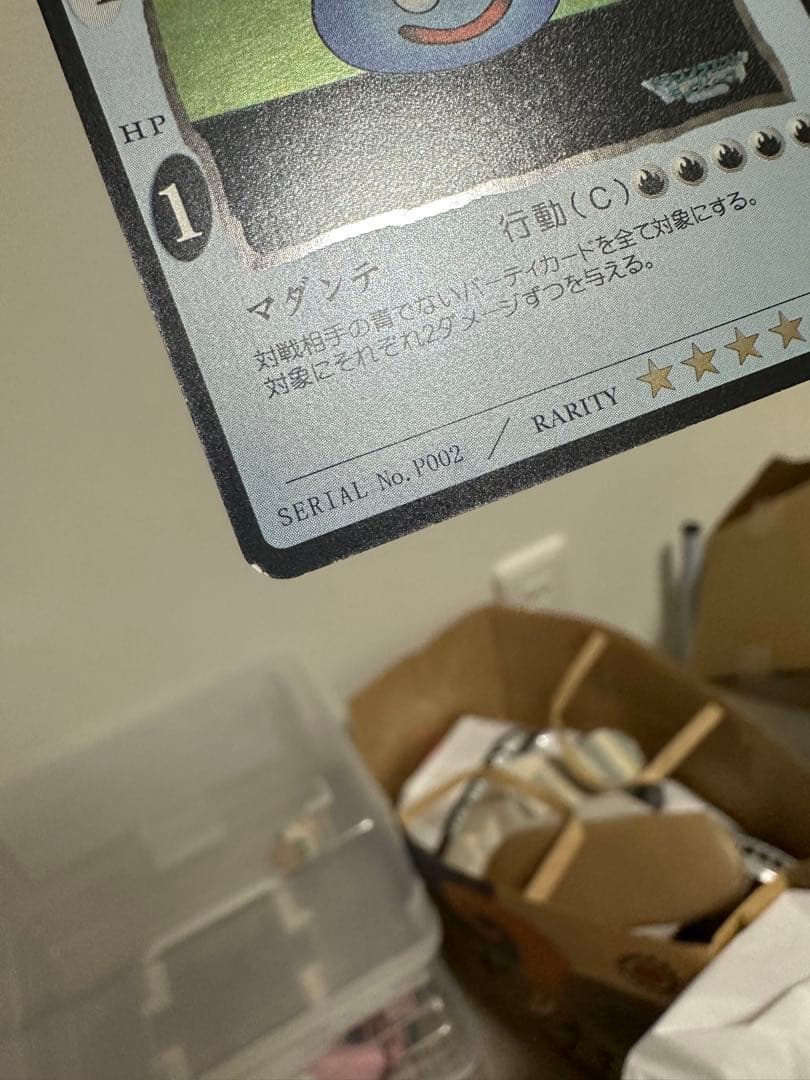 HP
1
行動(C)
マダンテ
対戦相手の青でないパーティカードを全て対象にする。
対象にそれぞれ2ダメージずつを与える。
SERIAL No.P002 / RARITY ★★★★